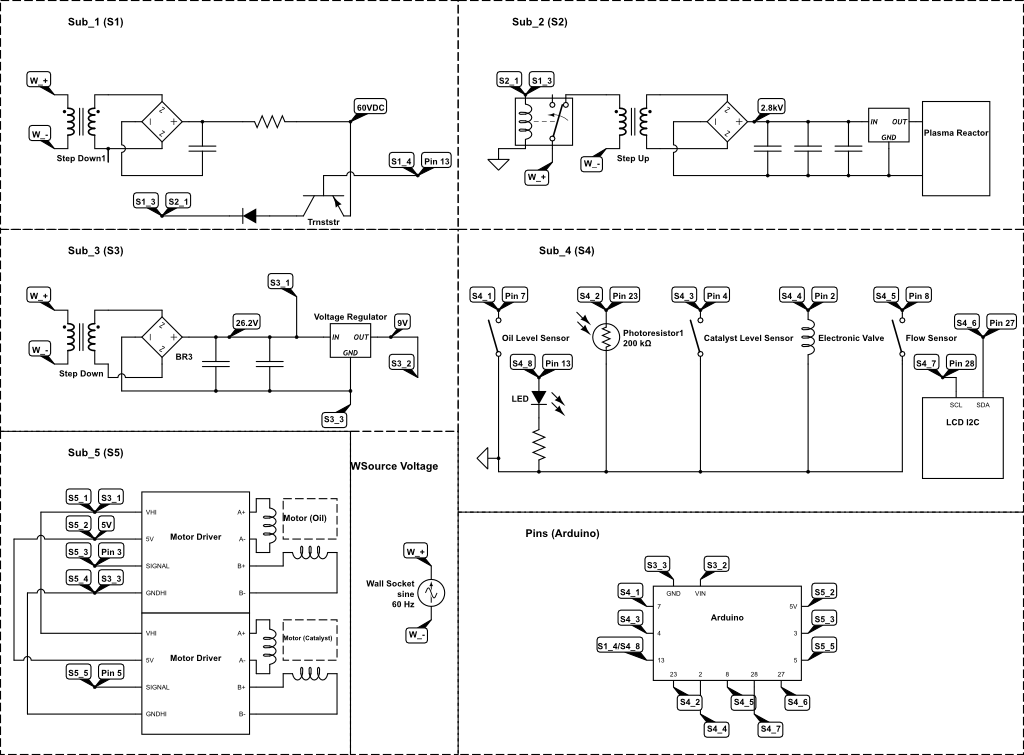 Sub_1 (S1)
W_+
W_-
Step Down1
60VDC
S1_4
Pin 13
S1_3
S2_1
Trnststr
Sub_2 (S2)
S2_1
S1_3
W_+
W_-
Step Up
2.8kV
IN
OUT
GND
Plasma Reactor
Sub_3 (S3)
W_+
W_-
Step Down
BR3
26.2V
S3_1
Voltage Regulator
IN
OUT
GND
9V
S3_2
S3_3
Sub_4 (S4)
S4_1
Pin 7
Oil Level Sensor
S4_2
Pin 23
Photoresistor1
200 kΩ
S4_3
Pin 4
Catalyst Level Sensor
S4_4
Pin 2
Electronic Valve
S4_5
Pin 8
Flow Sensor
S4_6
Pin 27
S4_7
Pin 28
S4_8
Pin 13
LED
SCL
SDA
LCD I2C
Sub_5 (S5)
S5_1
S3_1
S5_2
5V
S5_3
Pin 3
S5_4
S3_3
VHI
5V
SIGNAL
GNDHI
Motor Driver
A+
A-
B+
B-
Motor (Oil)
S5_5
Pin 5
VHI
5V
SIGNAL
GNDHI
Motor Driver
A+
A-
B+
B-
Motor (Catalyst)
WSource Voltage
W_+
Wall Socket
sine
60 Hz
W_-
Pins (Arduino)
S3_3
S3_2
GND
VIN
Arduino
S4_1
7
S4_3
4
S1_4/S4_8
13
5V
S5_2
3
S5_3
5
S5_5
23
2
8
28
27
S4_2
S4_5
S4_6
S4_4
S4_7